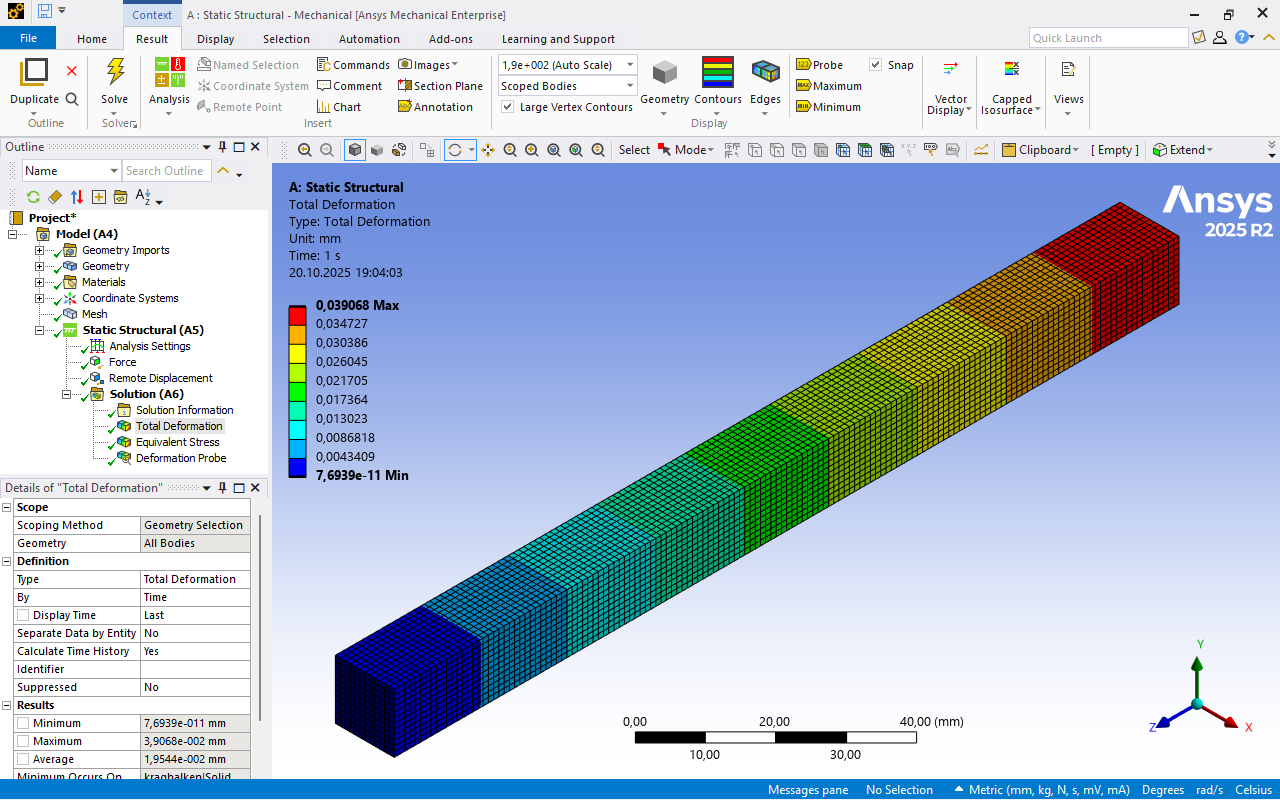 Context
A : Static Structural - Mechanical [Ansys Mechanical Enterprise]
File Home Result Display Selection Automation Add-ons Learning and Support
Quick Launch
Duplicate
Outline
Solve
Solver
Analysis
Named Selection
Coordinate System
Remote Point
Commands
Comment
Chart
Images
Section Plane
Annotation
Insert
1,9e+002 (Auto Scale)
Scoped Bodies
Large Vertex Contours
Geometry
Contours
Edges
Display
Probe
Maximum
Minimum
Snap
Vector
Display
Capped
Isosurface
Views
Outline
Name
Search Outline
Select Mode Clipboard [ Empty ] Extend
Project*
Model (A4)
Geometry Imports
Geometry
Materials
Coordinate Systems
Mesh
Static Structural (A5)
Analysis Settings
Force
Remote Displacement
Solution (A6)
Solution Information
Total Deformation
Equivalent Stress
Deformation Probe
Details of "Total Deformation"
Scope
Scoping Method Geometry Selection
Geometry All Bodies
Definition
Type Total Deformation
By Time
Display Time Last
Separate Data by Entity No
Calculate Time History Yes
Identifier
Suppressed No
Results
Minimum 7,6939e-011 mm
Maximum 3,9068e-002 mm
Average 1,9544e-002 mm
Minimum Occurs On kragbalken|Solid
A: Static Structural
Total Deformation
Type: Total Deformation
Unit: mm
Time: 1 s
20.10.2025 19:04:03
0,039068 Max
0,034727
0,030386
0,026045
0,021705
0,017364
0,013023
0,0086818
0,0043409
7,6939e-11 Min
Ansys
2025 R2
0,00 20,00 40,00 (mm)
10,00 30,00
Y
Z
X
Messages pane No Selection Metric (mm, kg, N, s, mV, mA) Degrees rad/s Celsius